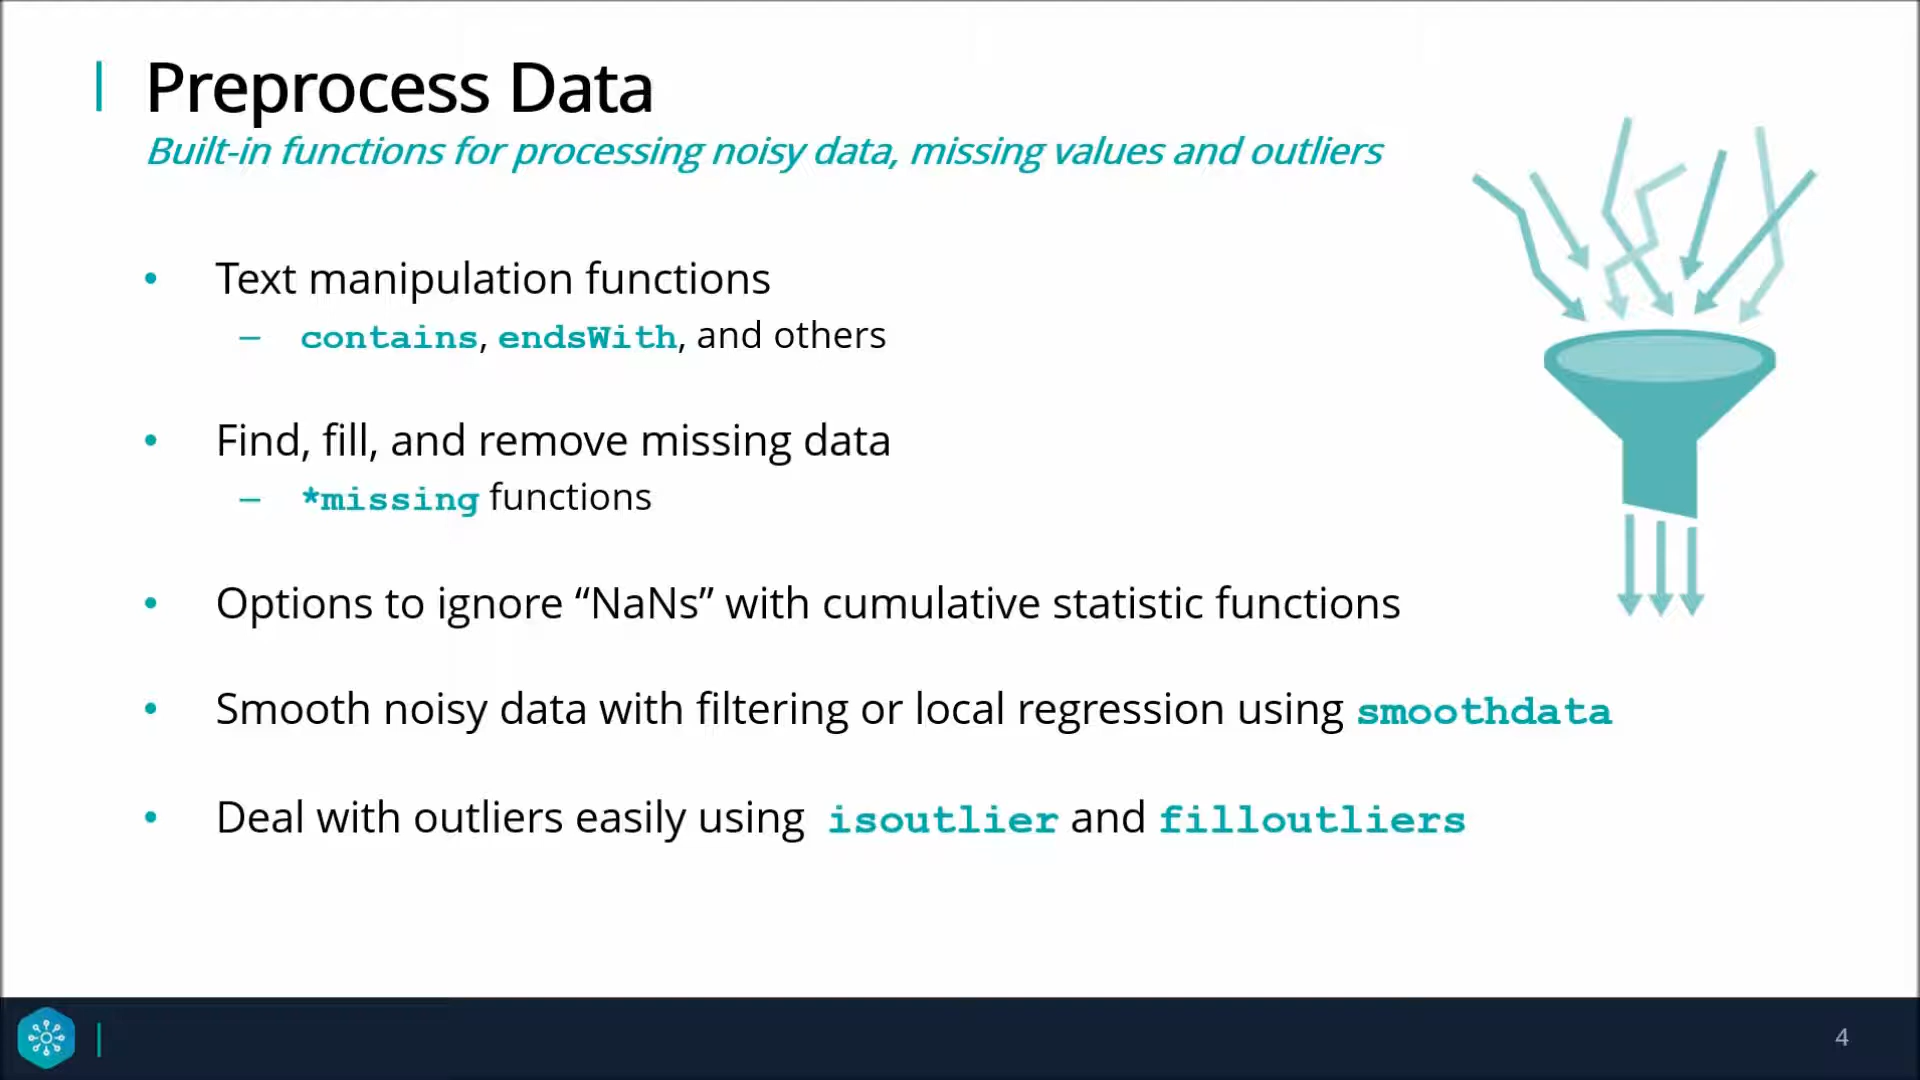 Preprocess Data
Built-in functions for processing noisy data, missing values and outliers
• Text manipulation functions
– contains, endsWith, and others
• Find, fill, and remove missing data
– *missing functions
• Options to ignore “NaNs” with cumulative statistic functions
• Smooth noisy data with filtering or local regression using smoothdata
• Deal with outliers easily using isoutlier and filloutliers
4